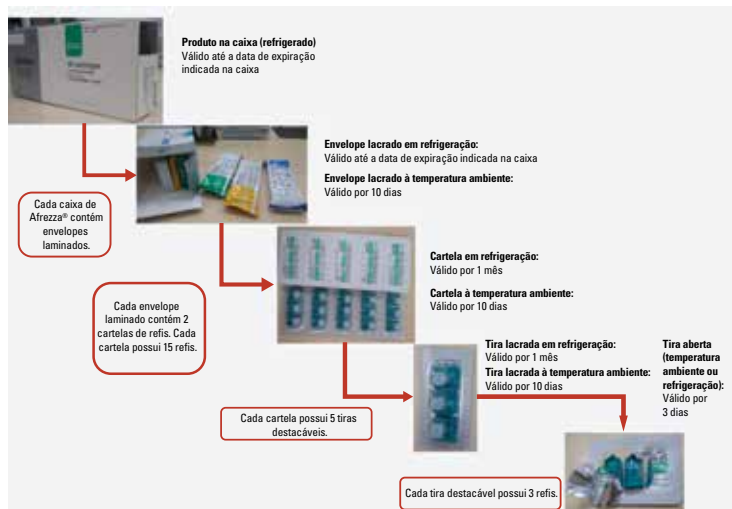 Produto na caixa (refrigerado)
Válido até a data de expiração
indicada na caixa
Envelope lacrado em refrigeração:
Válido até a data de expiração indicada na caixa
Envelope lacrado à temperatura ambiente:
Válido por 10 dias
Cada caixa de
Afrezza® contém
envelopes
laminados.
Cartela em refrigeração:
Válido por 1 mês
Cartela à temperatura ambiente:
Válido por 10 dias
Cada envelope
laminado contém 2
cartelas de refis. Cada
cartela possui 15 refis.
Tira lacrada em refrigeração:
Válido por 1 mês
Tira lacrada à temperatura ambiente:
Válido por 10 dias
Tira aberta
(temperatura
ambiente ou
refrigeração):
Válido por
3 dias
Cada cartela possui 5 tiras
destacáveis.
Cada tira destacável possui 3 refis.